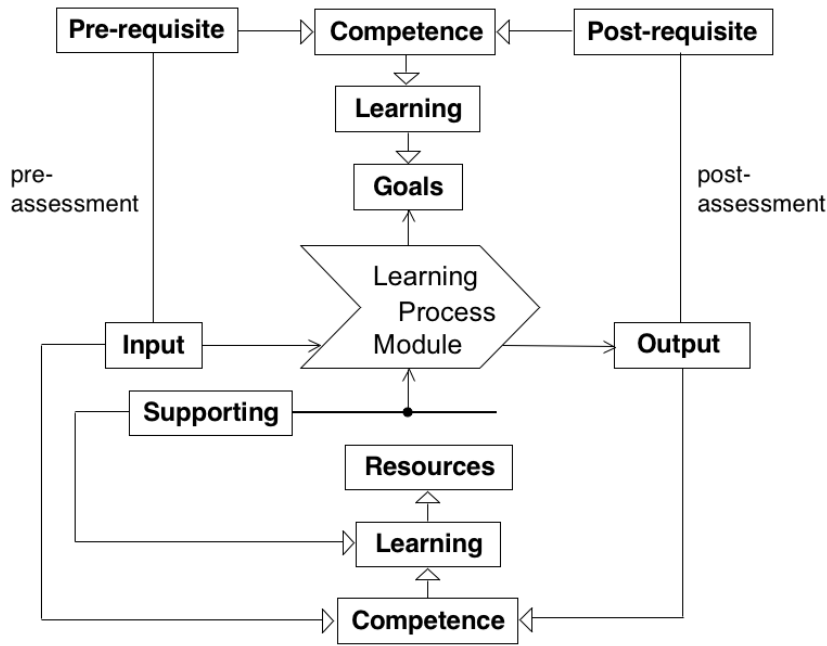 Pre-requisite
Competence
Post-requisite
Learning
Goals
pre-
assessment
post-
assessment
Learning
Process
Module
Input
Output
Supporting
Resources
Learning
Competence